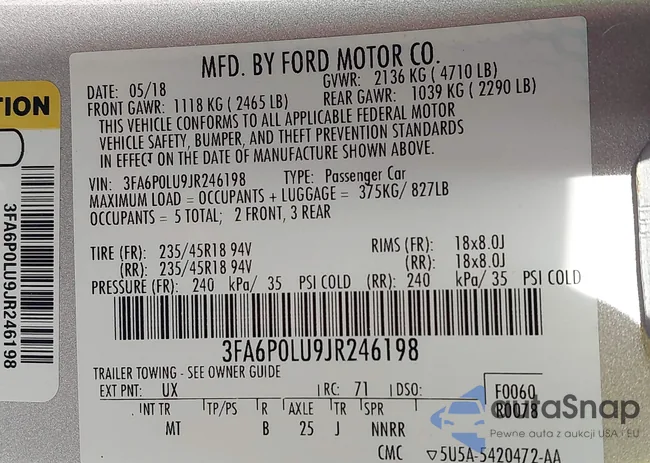 MFD. BY FORD MOTOR CO.
DATE: 05/18
GVWR: 2136 KG ( 4710 LB)
FRONT GAWR: 1118 KG ( 2465 LB)
REAR GAWR: 1039 KG ( 2290 LB)
THIS VEHICLE CONFORMS TO ALL APPLICABLE FEDERAL MOTOR
VEHICLE SAFETY, BUMPER, AND THEFT PREVENTION STANDARDS
IN EFFECT ON THE DATE OF MANUFACTURE SHOWN ABOVE.
VIN: 3FA6P0LU9JR246198 TYPE: Passenger Car
MAXIMUM LOAD = OCCUPANTS + LUGGAGE = 375KG/ 827LB
OCCUPANTS = 5 TOTAL; 2 FRONT, 3 REAR
TIRE (FR): 235/45R18 94V RIMS (FR): 18x8.0J
(RR): 235/45R18 94V (RR): 18x8.0J
PRESSURE (FR): 240 kPa/ 35 PSI COLD (RR): 240 kPa/ 35 PSI COLD
3FA6P0LU9JR246198
TRAILER TOWING - SEE OWNER GUIDE
EXT PNT: UX RC: 71 DSO: F0060
R0078
INT TR TP/PS R AXLE TR SPR
MT B 25 J NNRR
CMC ▽5U5A-5420472-AA
TION
3FA6P0LU9JR246198
autaSnap
Pewne auta z aukcji USA i EU